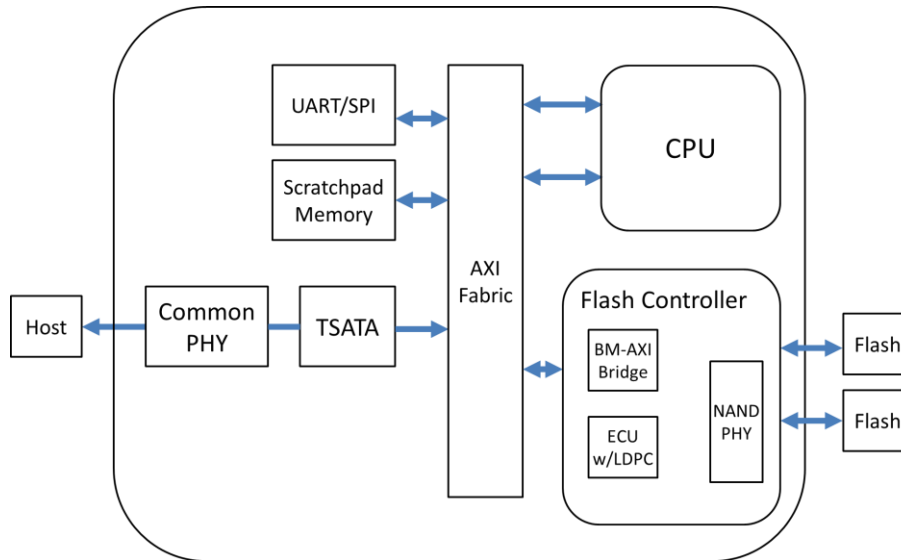 UART/SPI
CPU
Scratchpad
Memory
AXI
Fabric
Host
Common
PHY
TSATA
Flash Controller
BM-AXI
Bridge
NAND
PHY
ECU
w/LDPC
Flash
Flash